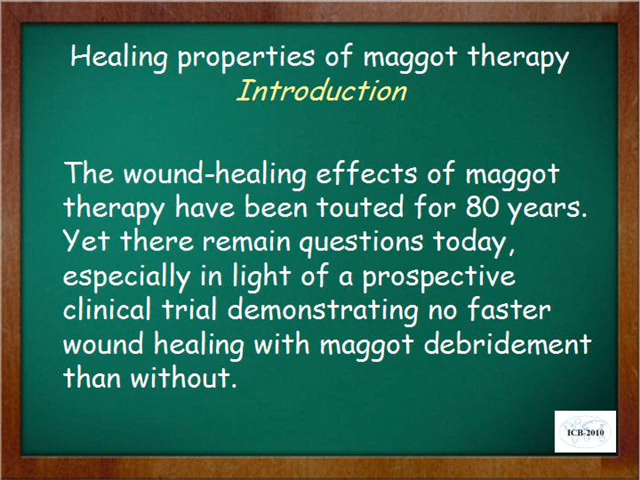 Healing properties of maggot therapy
Introduction
The wound-healing effects of maggot
therapy have been touted for 80 years.
Yet there remain questions today,
especially in light of a prospective
clinical trial demonstrating no faster
wound healing with maggot debridement
than without.
ICB-2010